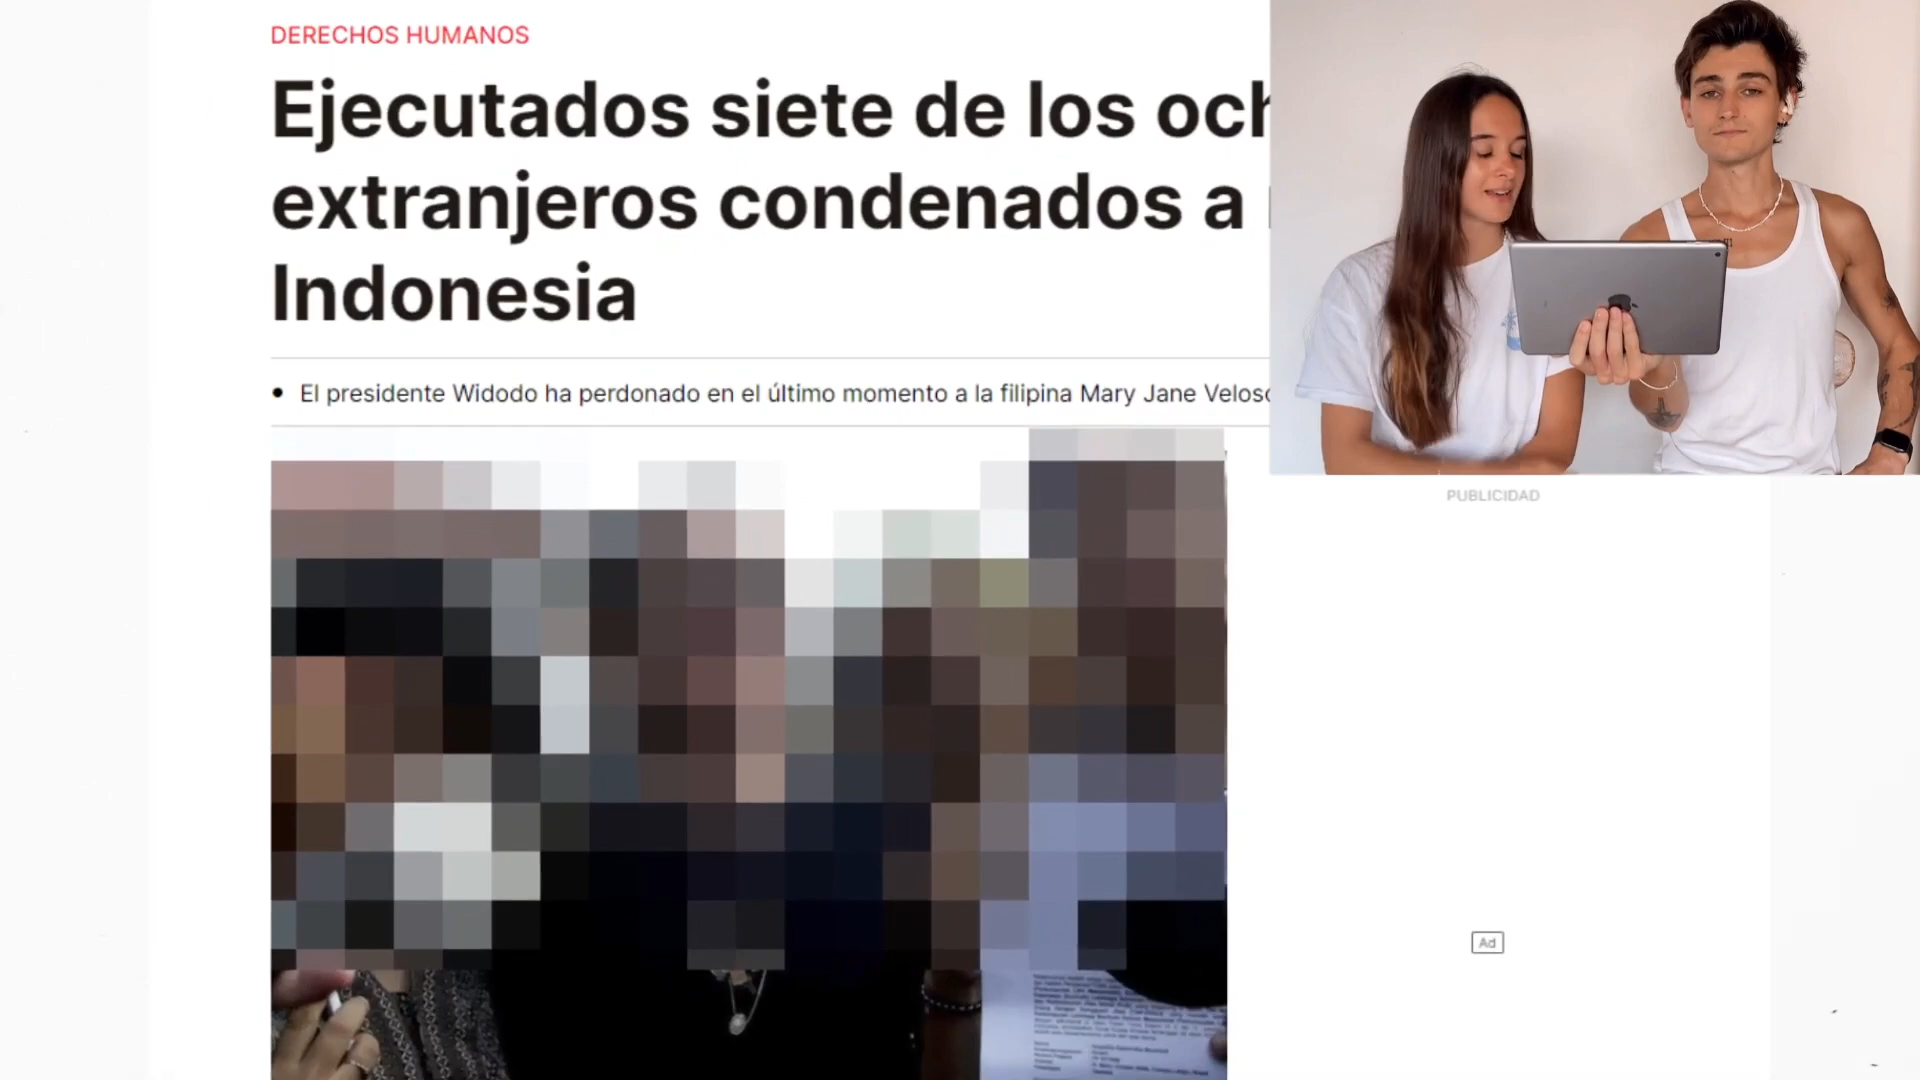 DERECHOS HUMANOS
Ejecutados siete de los och
extranjeros condenados a
Indonesia
El presidente Widodo ha perdonado en el último momento a la filipina Mary Jane Veloso
PUBLICIDAD
Ad